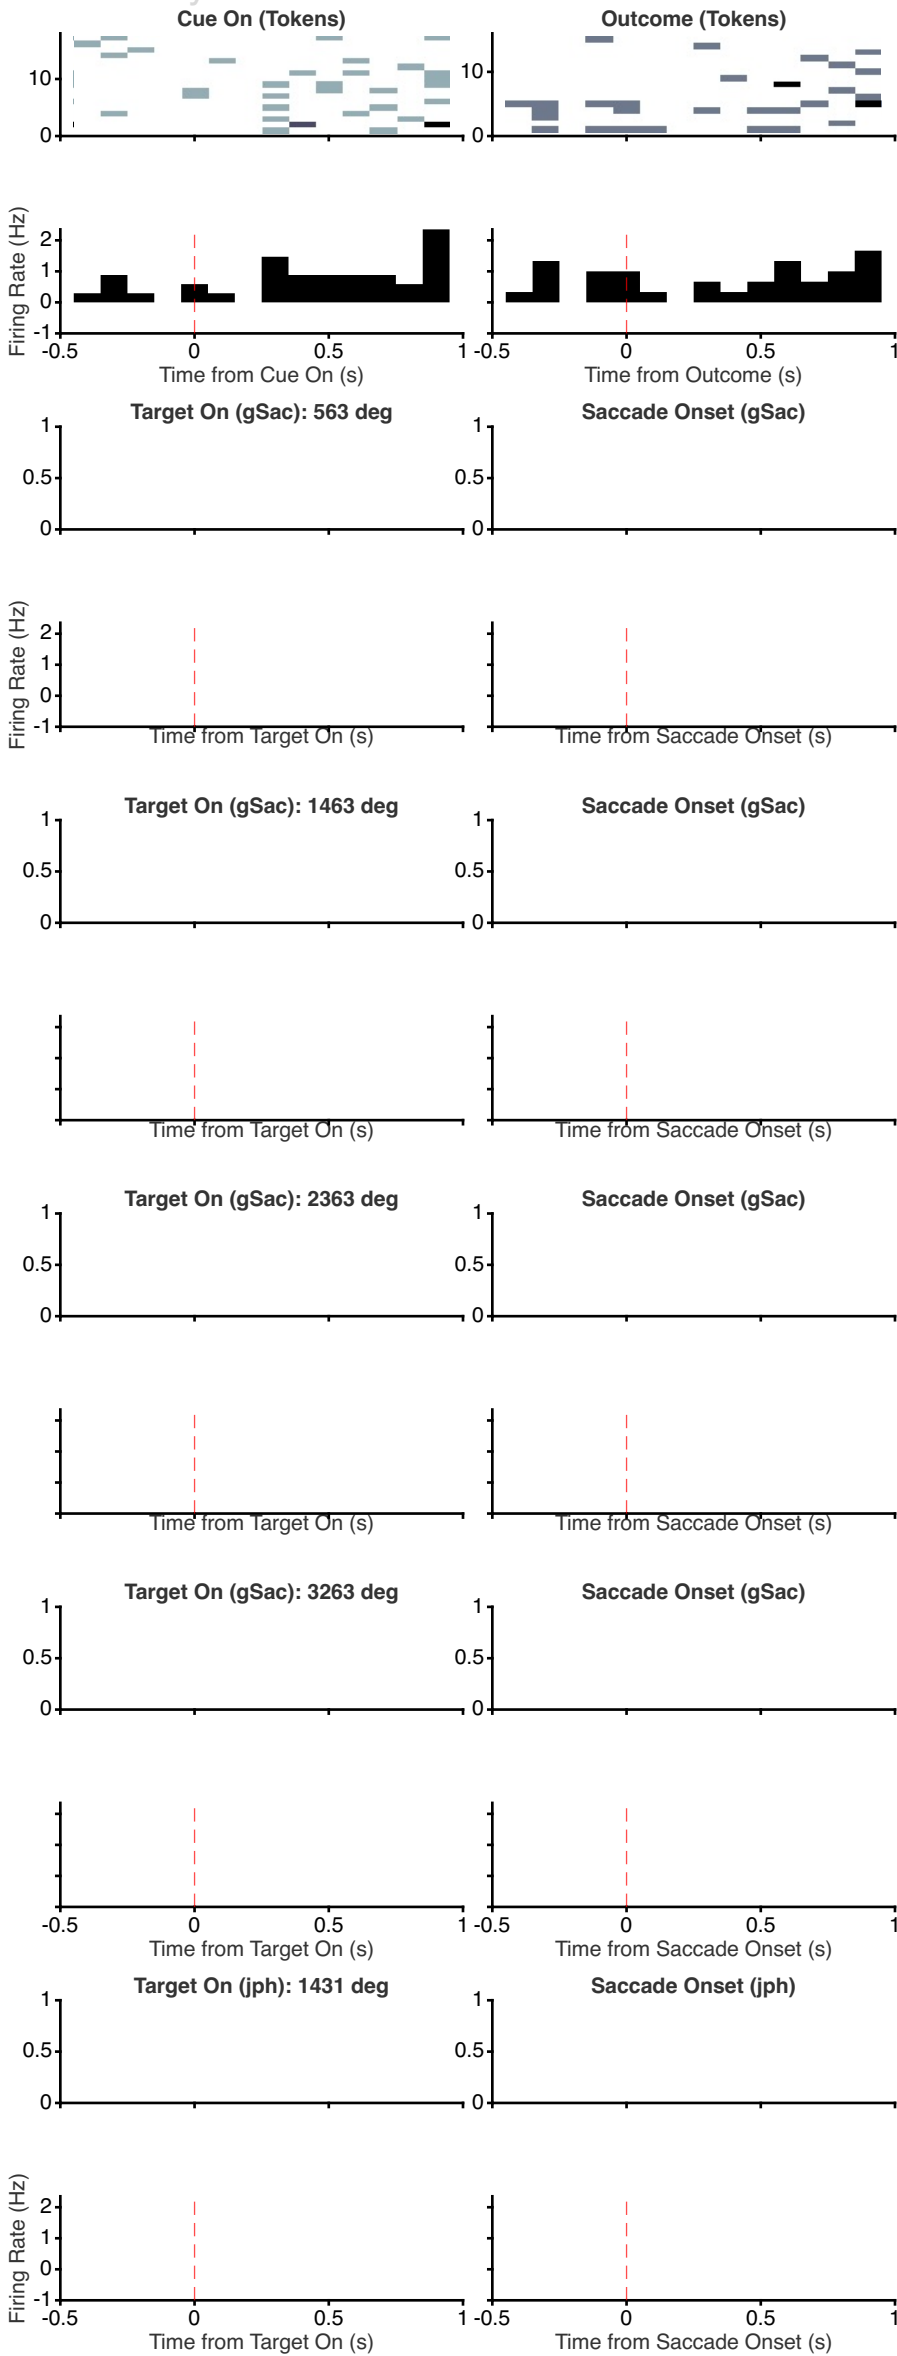 Cue On (Tokens) Outcome (Tokens)
10 10
0 0
Firing Rate (Hz)
2
1
0
-1
-0.5 0 0.5 1 -0.5 0 0.5 1
Time from Cue On (s) Time from Outcome (s)
Target On (gSac): 563 deg Saccade Onset (gSac)
1 1
0.5 0.5
0 0
Firing Rate (Hz)
2
1
0
-1
Time from Target On (s) Time from Saccade Onset (s)
Target On (gSac): 1463 deg Saccade Onset (gSac)
1 1
0.5 0.5
0 0
Time from Target On (s) Time from Saccade Onset (s)
Target On (gSac): 2363 deg Saccade Onset (gSac)
1 1
0.5 0.5
0 0
Time from Target On (s) Time from Saccade Onset (s)
Target On (gSac): 3263 deg Saccade Onset (gSac)
1 1
0.5 0.5
0 0
-0.5 0 0.5 1 -0.5 0 0.5 1
Time from Target On (s) Time from Saccade Onset (s)
Target On (jph): 1431 deg Saccade Onset (jph)
1 1
0.5 0.5
0 0
Firing Rate (Hz)
2
1
0
-1
-0.5 0 0.5 1 -0.5 0 0.5 1
Time from Target On (s) Time from Saccade Onset (s)